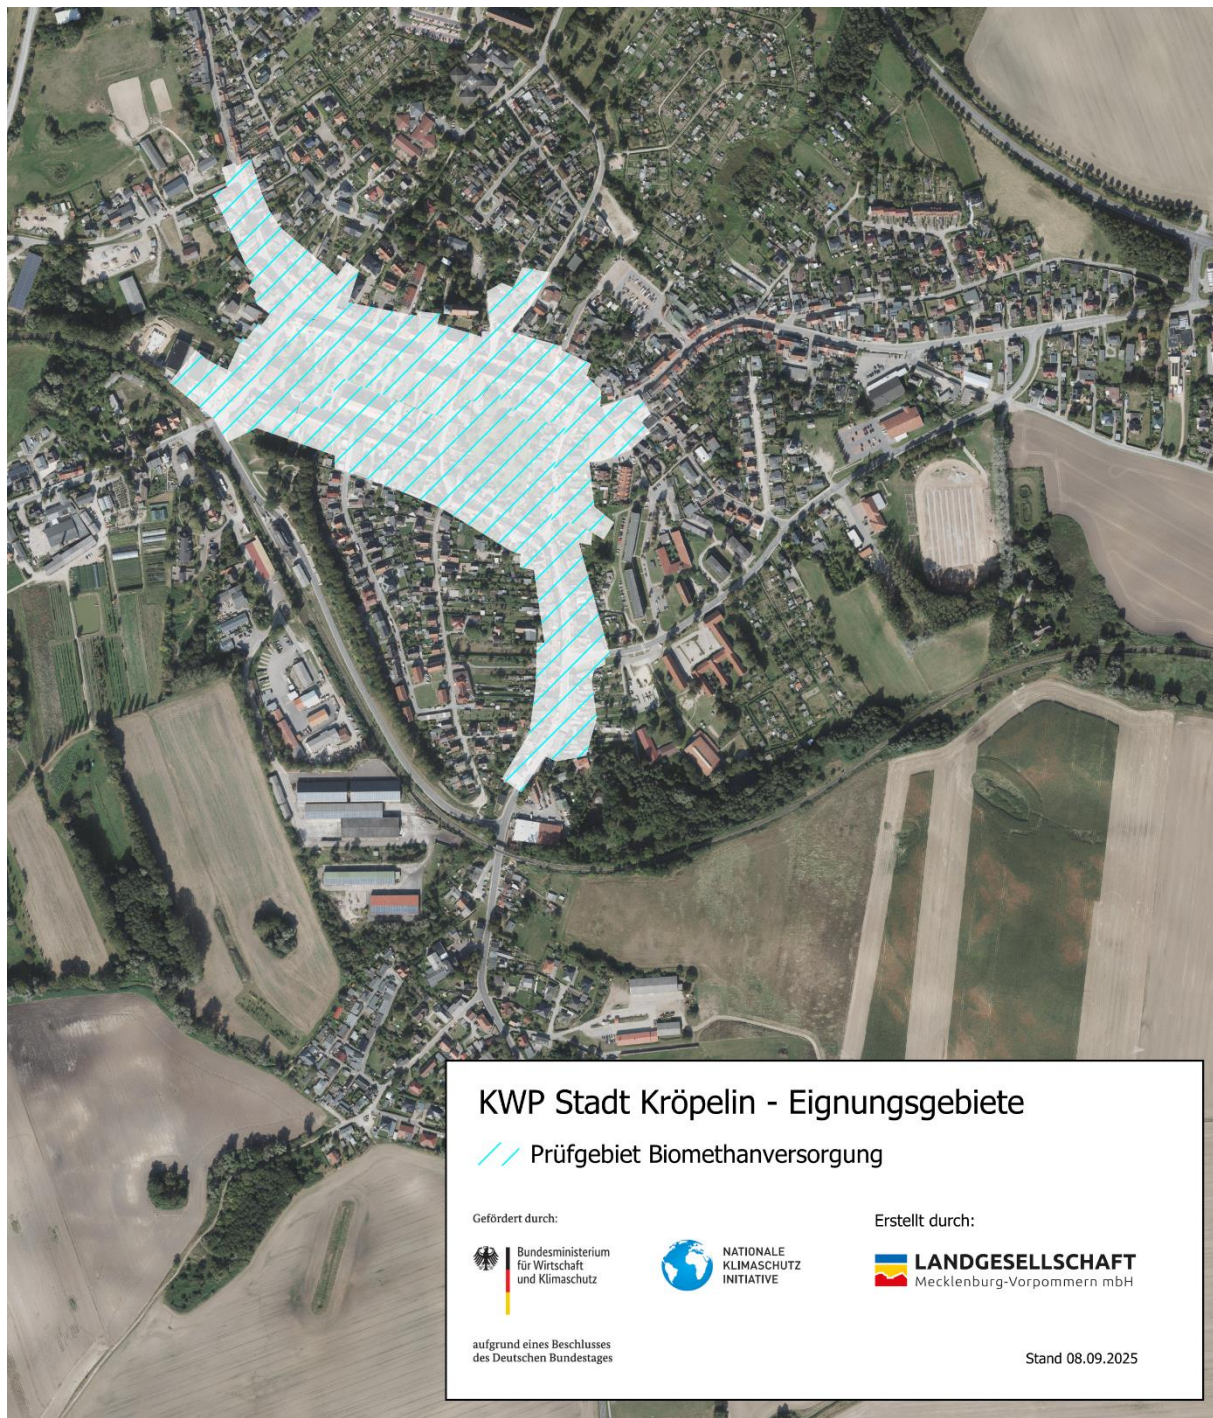 KWP Stadt Kröpelin - Eignungsgebiete
Prüfgebiet Biomethanversorgung
Gefördert durch:
Erstellt durch:
Bundesministerium
für Wirtschaft
und Klimaschutz
NATIONALE
KLIMASCHUTZ
INITIATIVE
LANDGESELLSCHAFT
Mecklenburg-Vorpommern mbH
aufgrund eines Beschlusses
des Deutschen Bundestages
Stand 08.09.2025